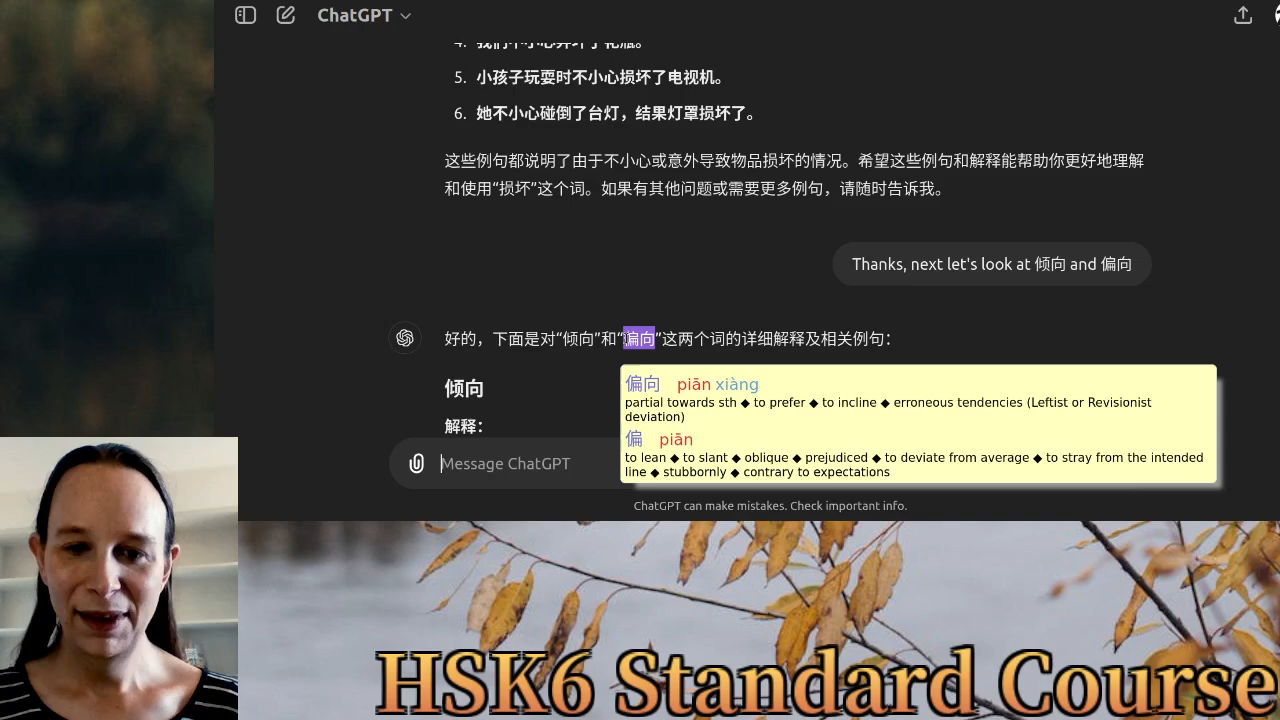 ChatGPT
5. 小孩子玩耍时不小心损坏了电视机。
6. 她不小心碰倒了台灯，结果灯罩损坏了。
这些例句都说明了由于不小心或意外导致物品损坏的情况。希望这些例句和解释能帮助你更好地理解
和使用“损坏”这个词。如果有其他问题或需要更多例句，请随时告诉我。
Thanks, next let's look at 倾向 and 偏向
好的，下面是对“倾向”和“偏向”这两个词的详细解释及相关例句：
倾向
偏向 piān xiàng
partial towards sth ◆ to prefer ◆ to incline ◆ erroneous tendencies (Leftist or Revisionist
deviation)
解释：
偏 piān
to lean ◆ to slant ◆ oblique ◆ prejudiced ◆ to deviate from average ◆ to stray from the intended
line ◆ stubbornly ◆ contrary to expectations
Message ChatGPT
ChatGPT can make mistakes. Check important info.
HSK6 Standard Course